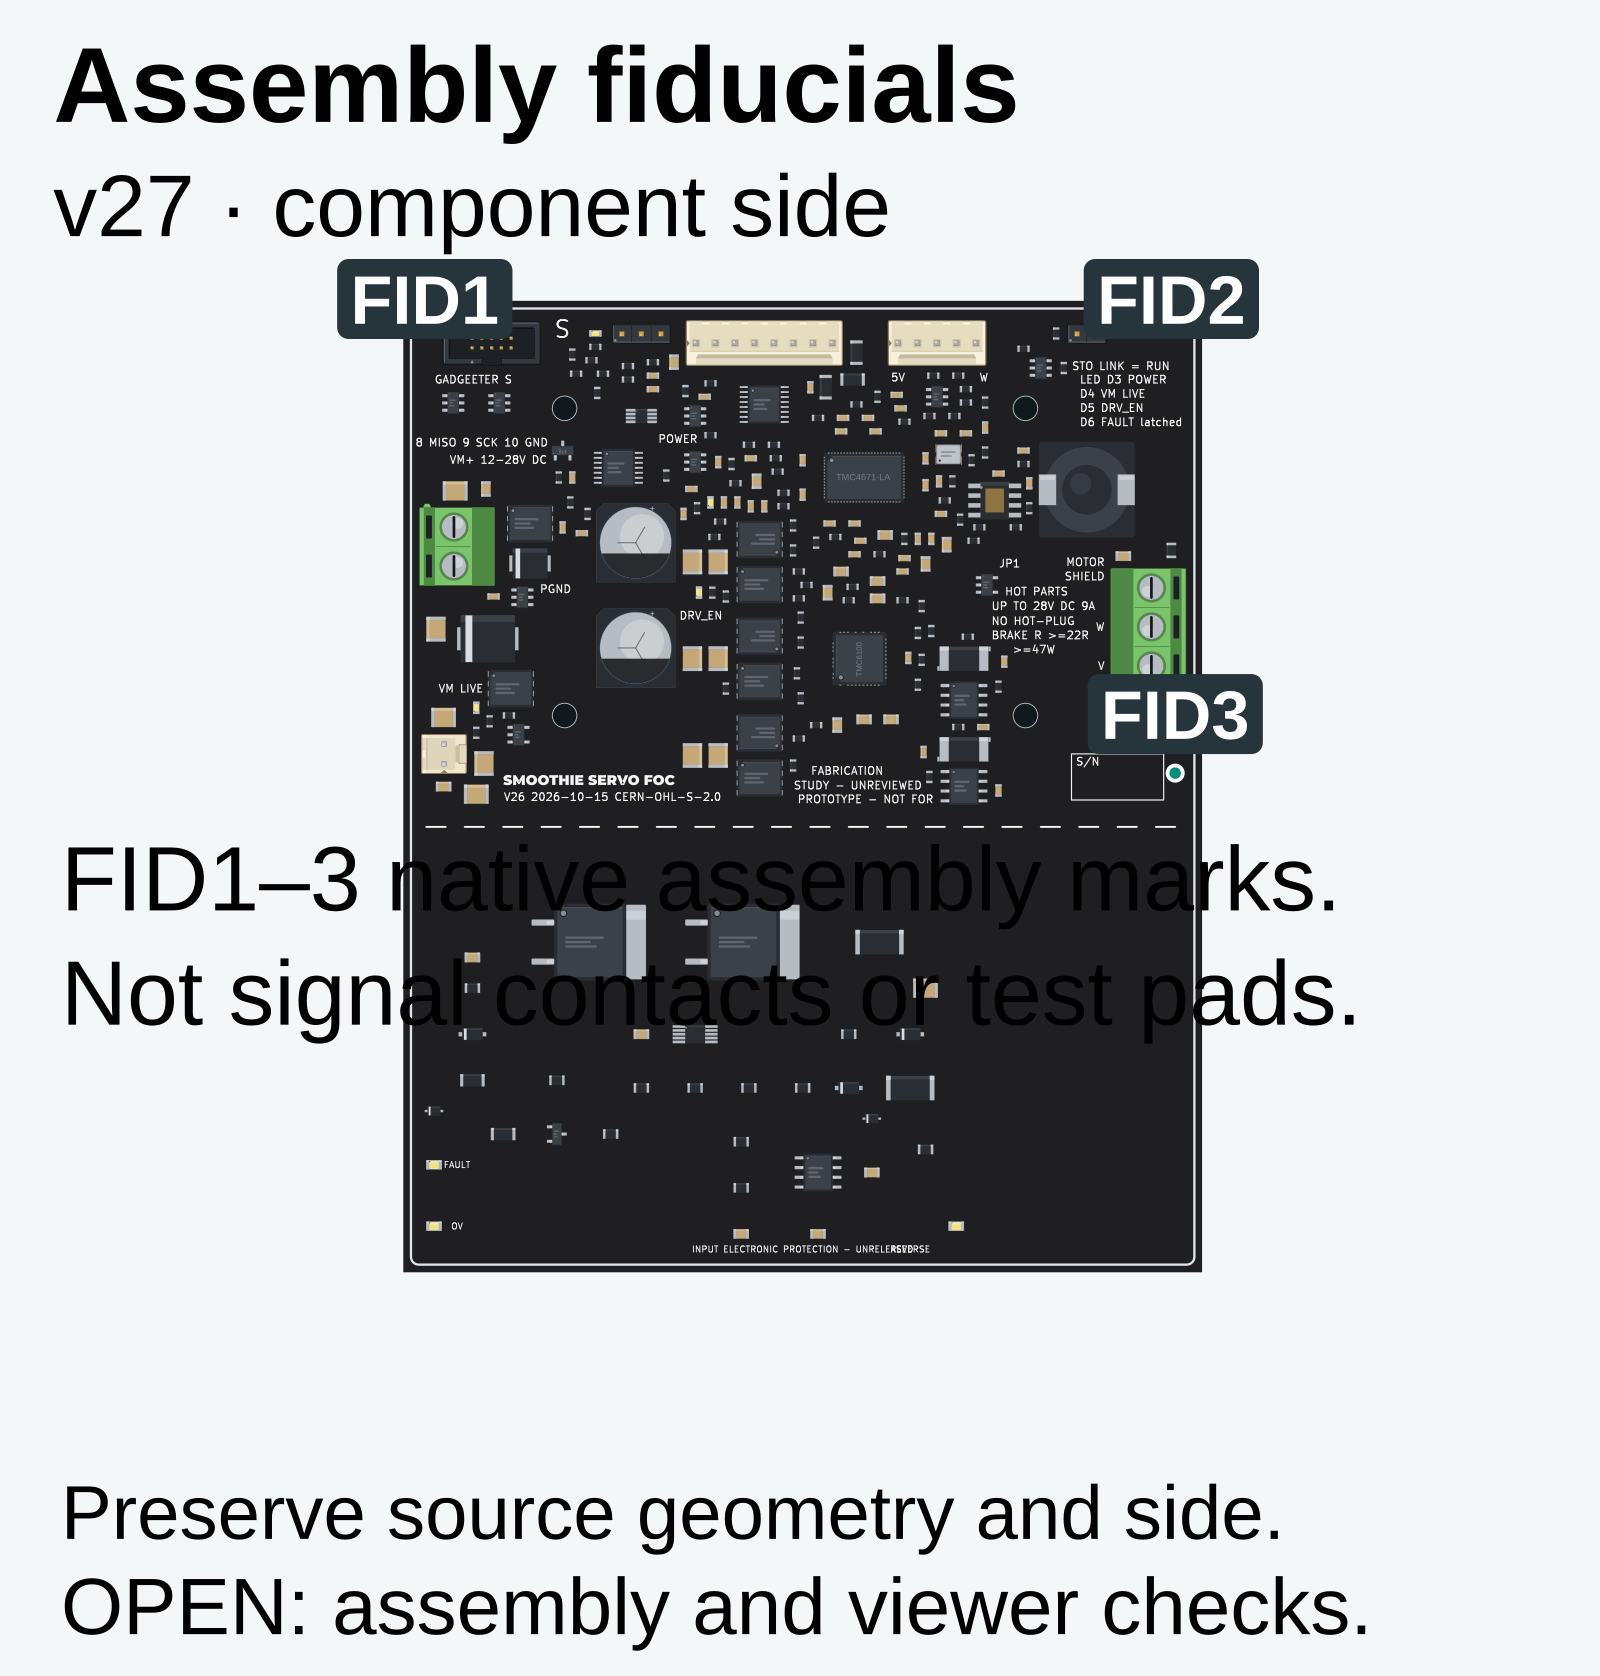 Assembly fiducials
v27 · component side
FID1
FID2
S
GADGEETER S
5V
W
STO LINK = RUN
LED D3 POWER
D4 VM LIVE
D5 DRV_EN
D6 FAULT latched
8 MISO 9 SCK 10 GND
POWER
VM+ 12-28V DC
TMC4671-LA
JP1
MOTOR
SHIELD
PGND
HOT PARTS
UP TO 28V DC 9A
DRV_EN
NO HOT-PLUG
W
BRAKE R >=22R
>=47W
TMC6100
V
VM LIVE
FID3
S/N
SMOOTHIE SERVO FOC
V26 2026-10-15 CERN-OHL-S-2.0
FABRICATION
STUDY - UNREVIEWED
PROTOTYPE - NOT FOR
FID1–3 native assembly marks.
Not signal contacts or test pads.
FAULT
OV
INPUT ELECTRONIC PROTECTION -
Preserve source geometry and side.
OPEN: assembly and viewer checks.